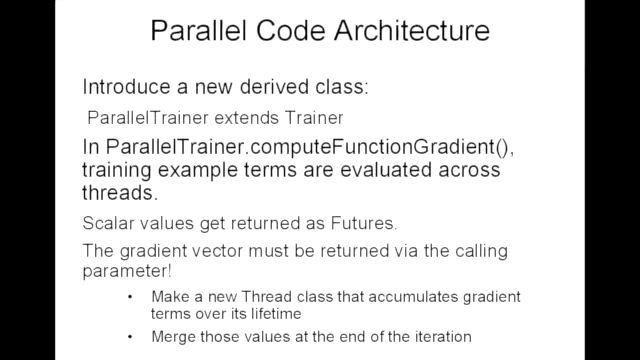 Parallel Code Architecture
Introduce a new derived class:
ParallelTrainer extends Trainer
In ParallelTrainer.computeFunctionGradient(),
training example terms are evaluated across
threads.
Scalar values get returned as Futures.
The gradient vector must be returned via the calling
parameter!
• Make a new Thread class that accumulates gradient
terms over its lifetime
• Merge those values at the end of the iteration